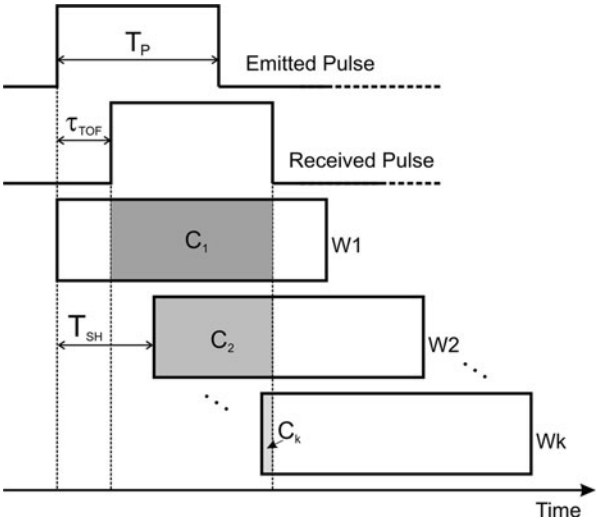 T_P
Emitted Pulse
τ_TOF
Received Pulse
C_1
W1
T_SH
C_2
W2
C_k
Wk
Time